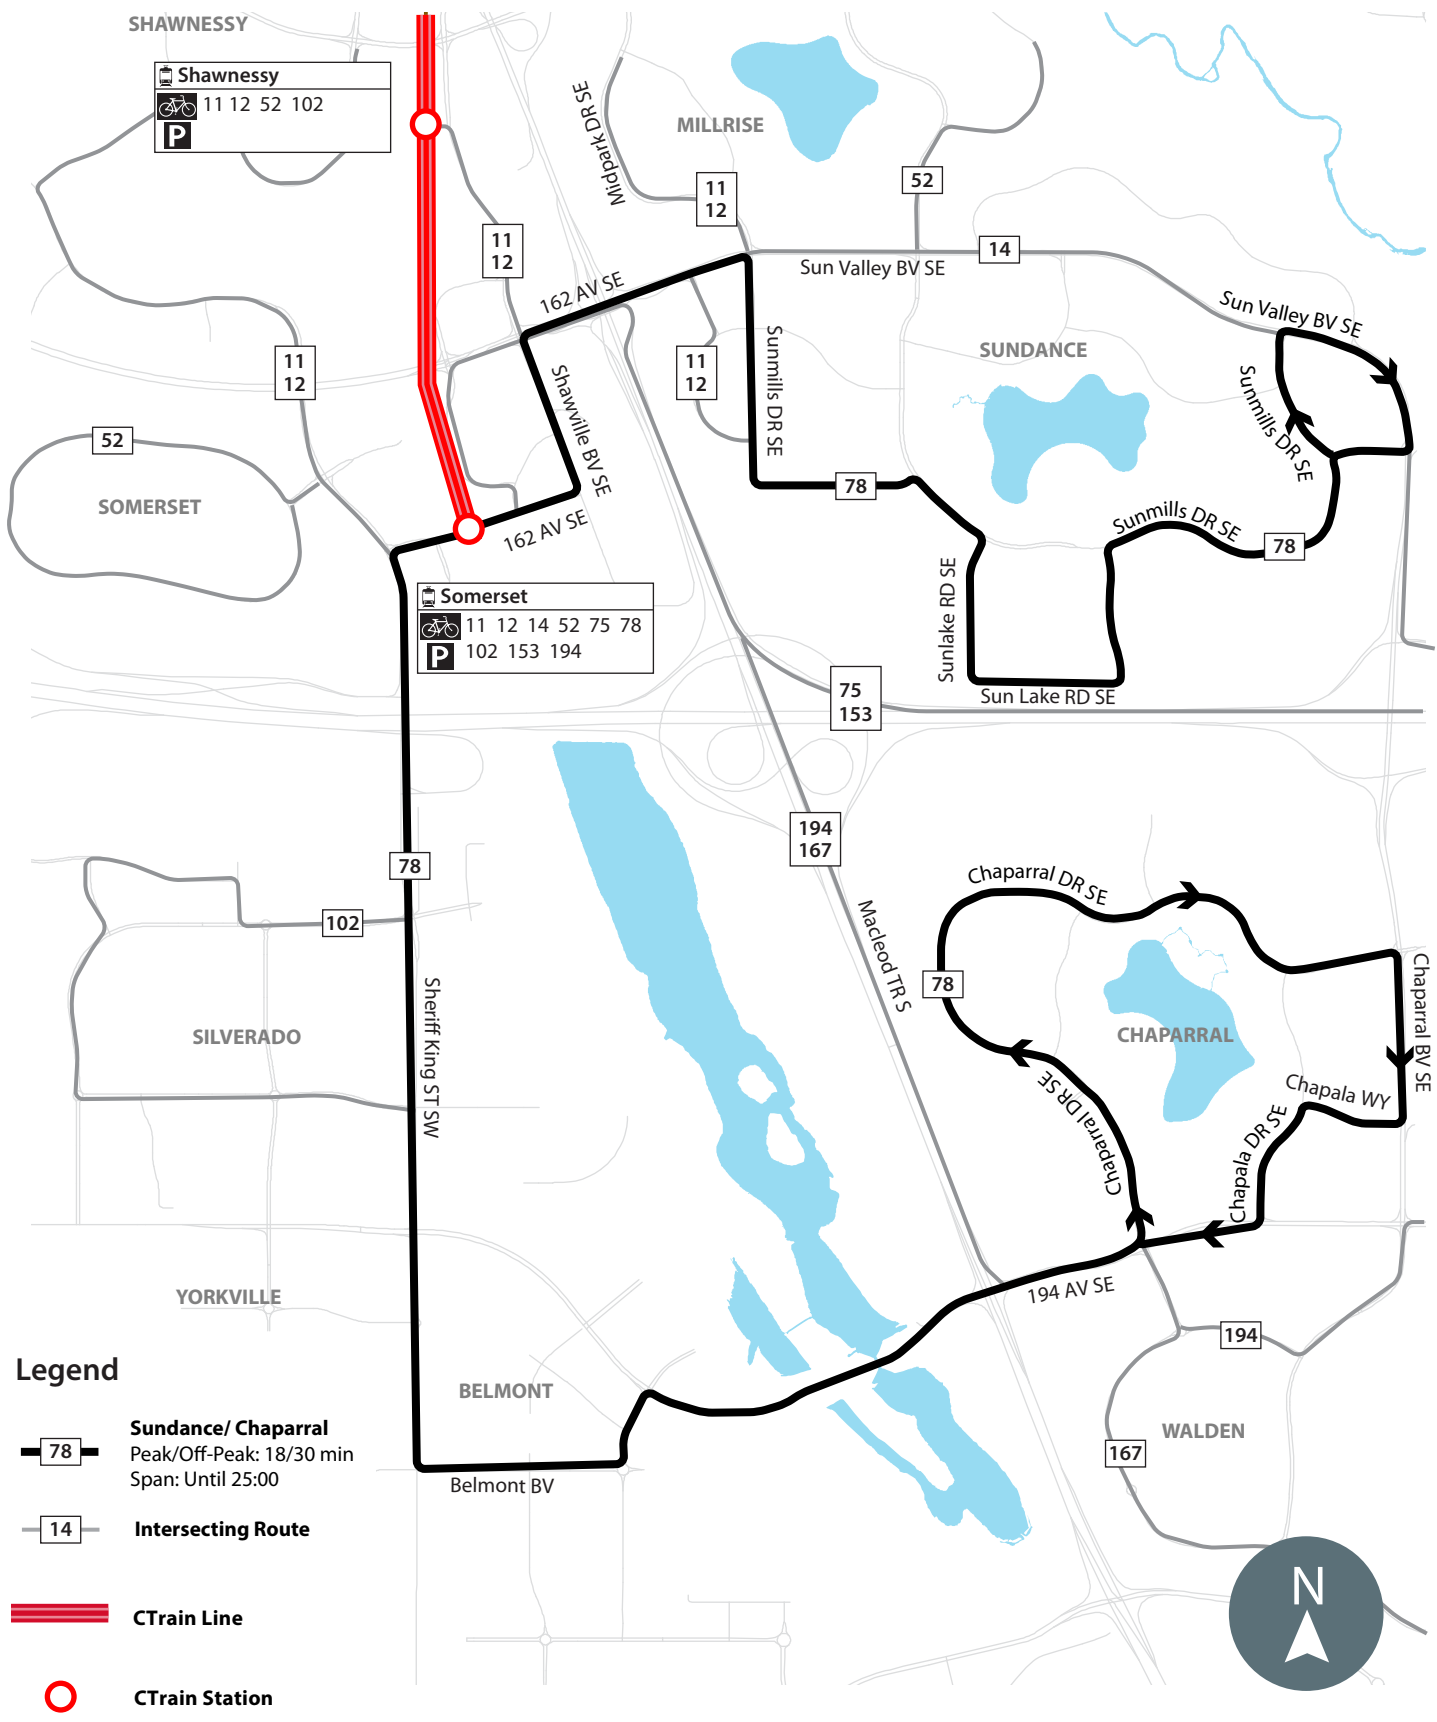 SHAWNESSY
Shawnessy
11 12 52 102
P
Midpark DR SE
MILLRISE
11
12
52
11
12
14
Sun Valley BV SE
162 AV SE
Sun Valley BV SE
SUNDANCE
11
12
11
12
Sunmills DR SE
Shawville BV SE
Sunmills DR SE
52
SOMERSET
78
162 AV SE
Sunmills DR SE
78
Somerset
11 12 14 52 75 78
P
102 153 194
Sunlake RD SE
Sun Lake RD SE
75
153
194
167
78
Chaparral DR SE
102
Macleod TR S
78
Sheriff King ST SW
SILVERADO
CHAPARRAL
Chaparral BV SE
Chaparral DR SE
Chapala WY
Chapala DR SE
YORKVILLE
194 AV SE
194
BELMONT
WALDEN
167
Belmont BV
Legend
78
Sundance/ Chaparral
Peak/Off-Peak: 18/30 min
Span: Until 25:00
14
Intersecting Route
CTrain Line
CTrain Station
N